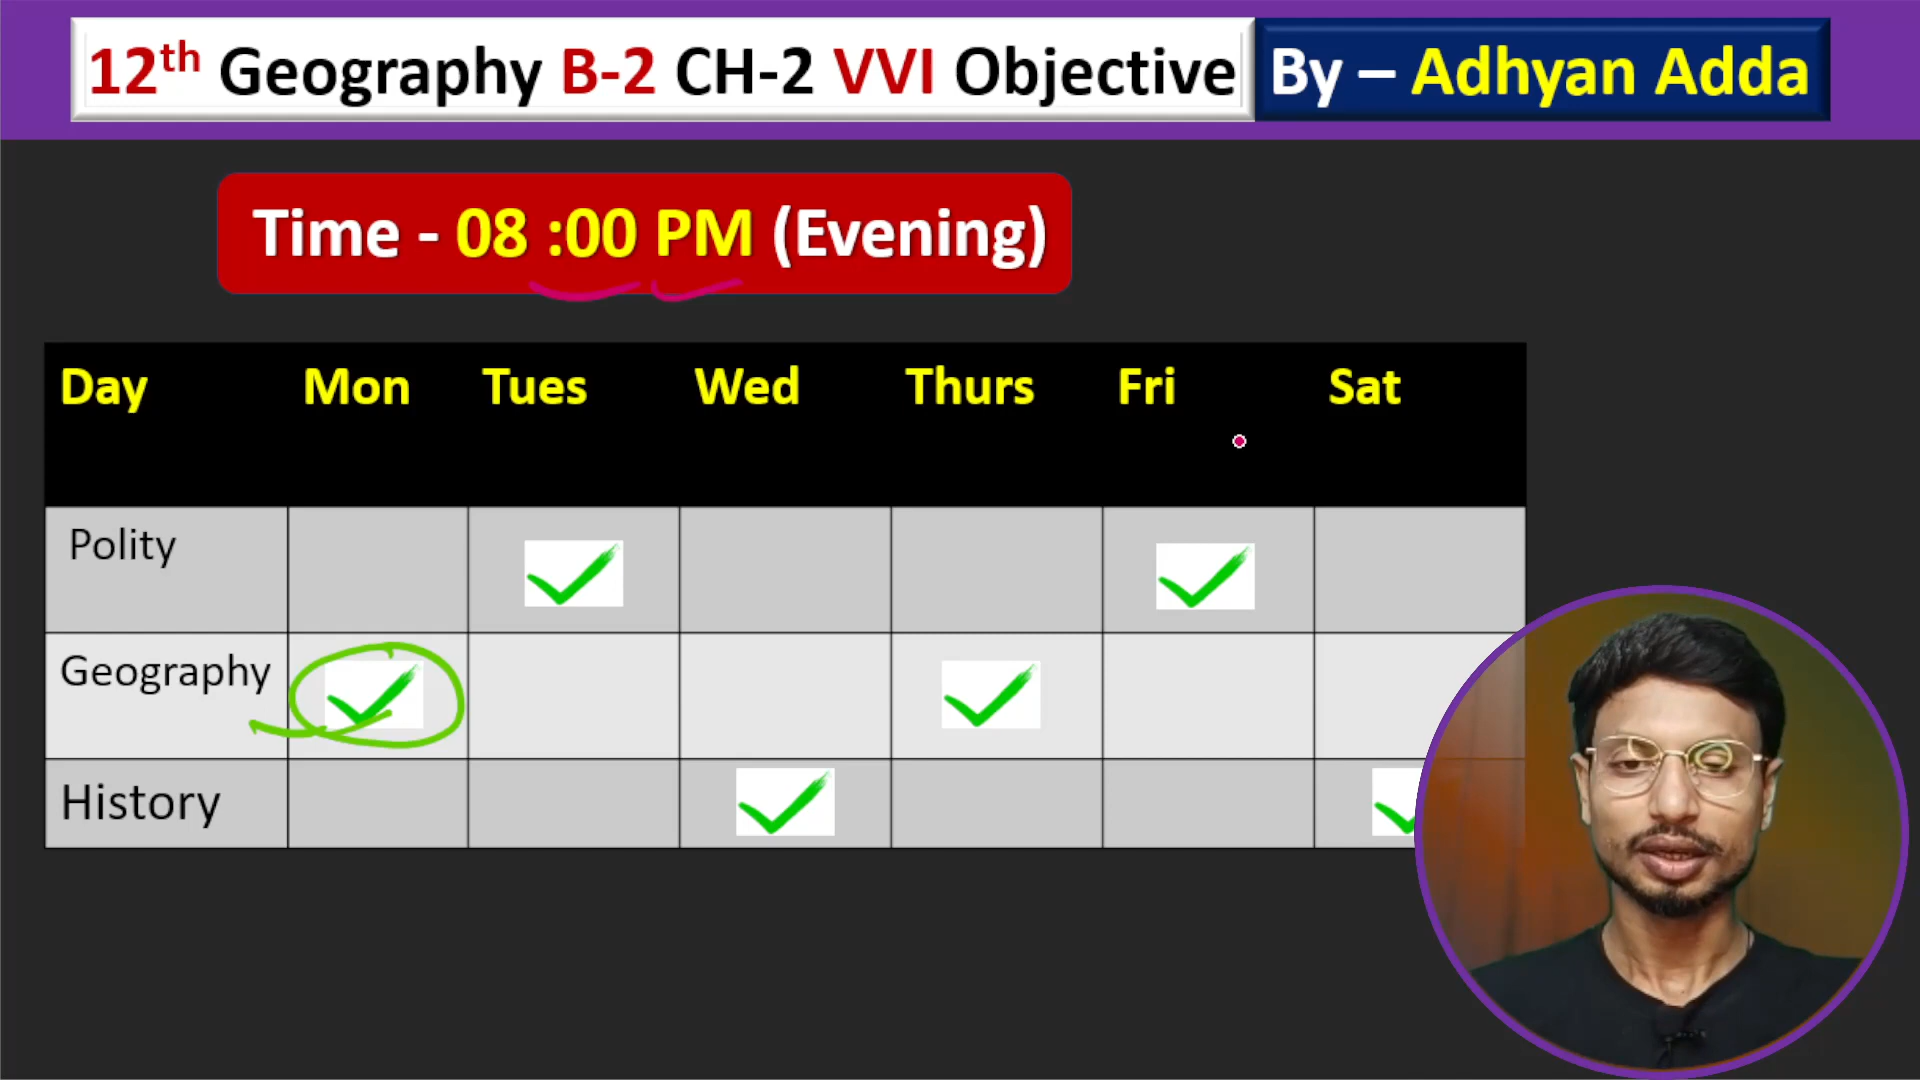 12th Geography B-2 CH-2 VVI Objective By – Adhyan Adda
Time - 08 :00 PM (Evening)
Day Mon Tues Wed Thurs Fri Sat
Polity
Geography
History